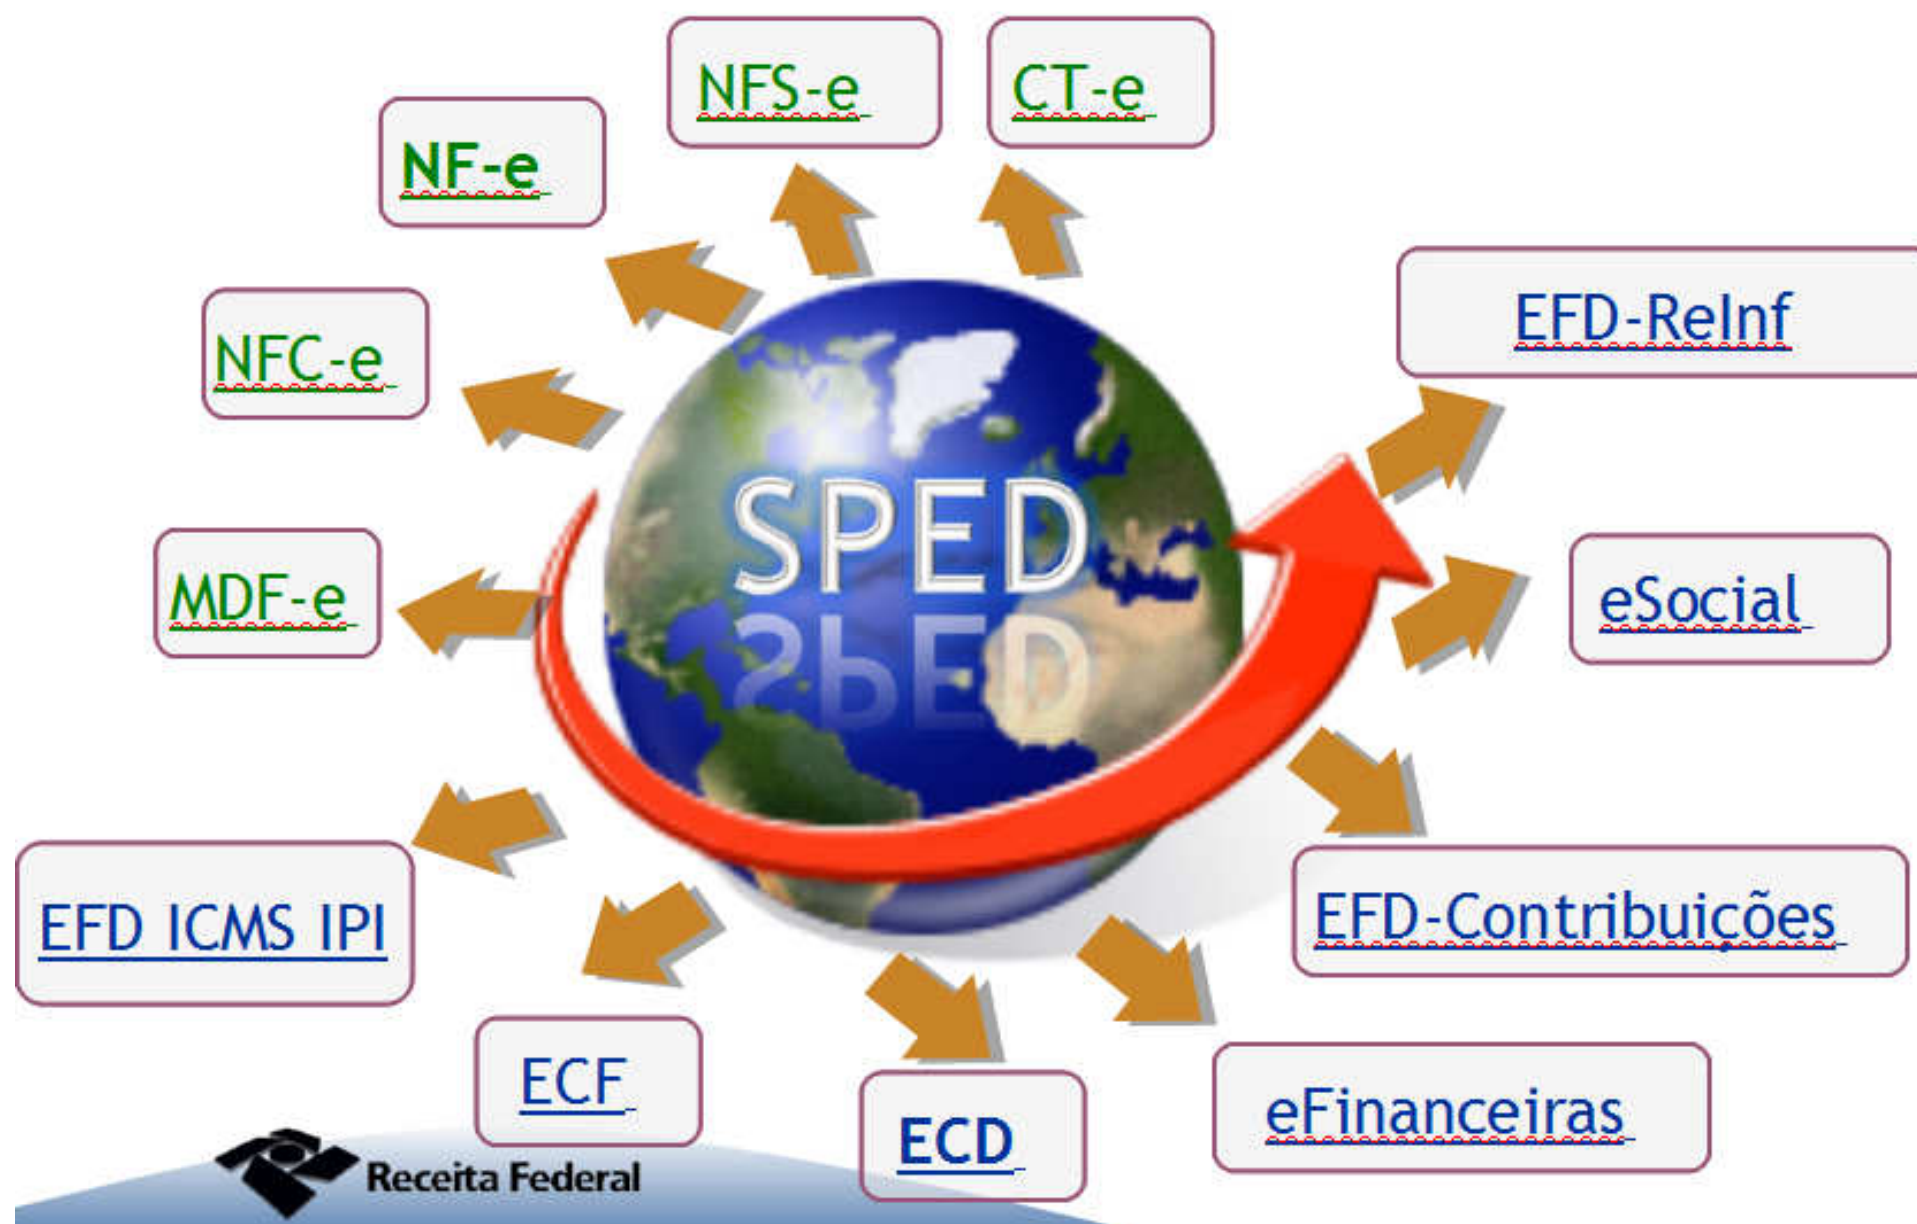 NFS-e
CT-e
NF-e
EFD-ReInf
NFC-e
SPED
eSocial
MDF-e
EFD ICMS IPI
EFD-Contribuições
ECF
ECD
eFinanceiras
Receita Federal